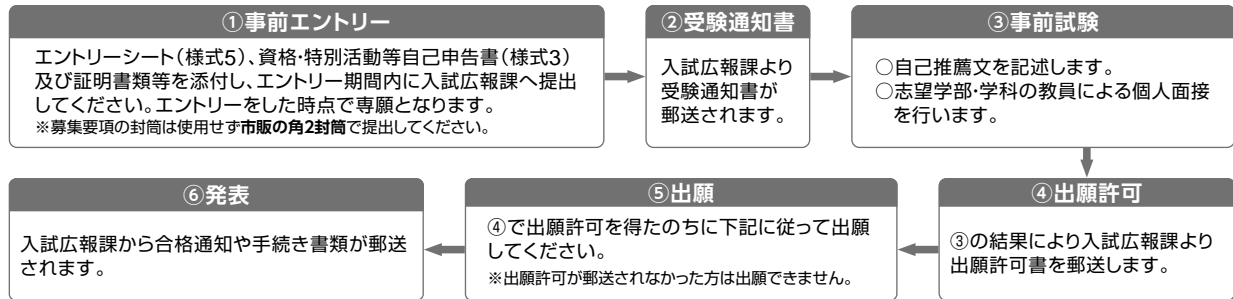 ①事前エントリー
エントリーシート(様式5)、資格・特別活動等自己申告書(様式3)
及び証明書類等を添付し、エントリー期間内に入試広報課へ提出
してください。エントリーをした時点で専願となります。
※募集要項の封筒は使用せず市販の角2封筒で提出してください。
②受験通知書
入試広報課より
受験通知書が
郵送されます。
③事前試験
○自己推薦文を記述します。
○志望学部・学科の教員による個人面接
を行います。
④出願許可
③の結果により入試広報課より
出願許可書を郵送します。
⑤出願
④で出願許可を得たのちに下記に従って出願
してください。
※出願許可が郵送されなかった方は出願できません。
⑥発表
入試広報課から合格通知や手続き書類が郵送
されます。